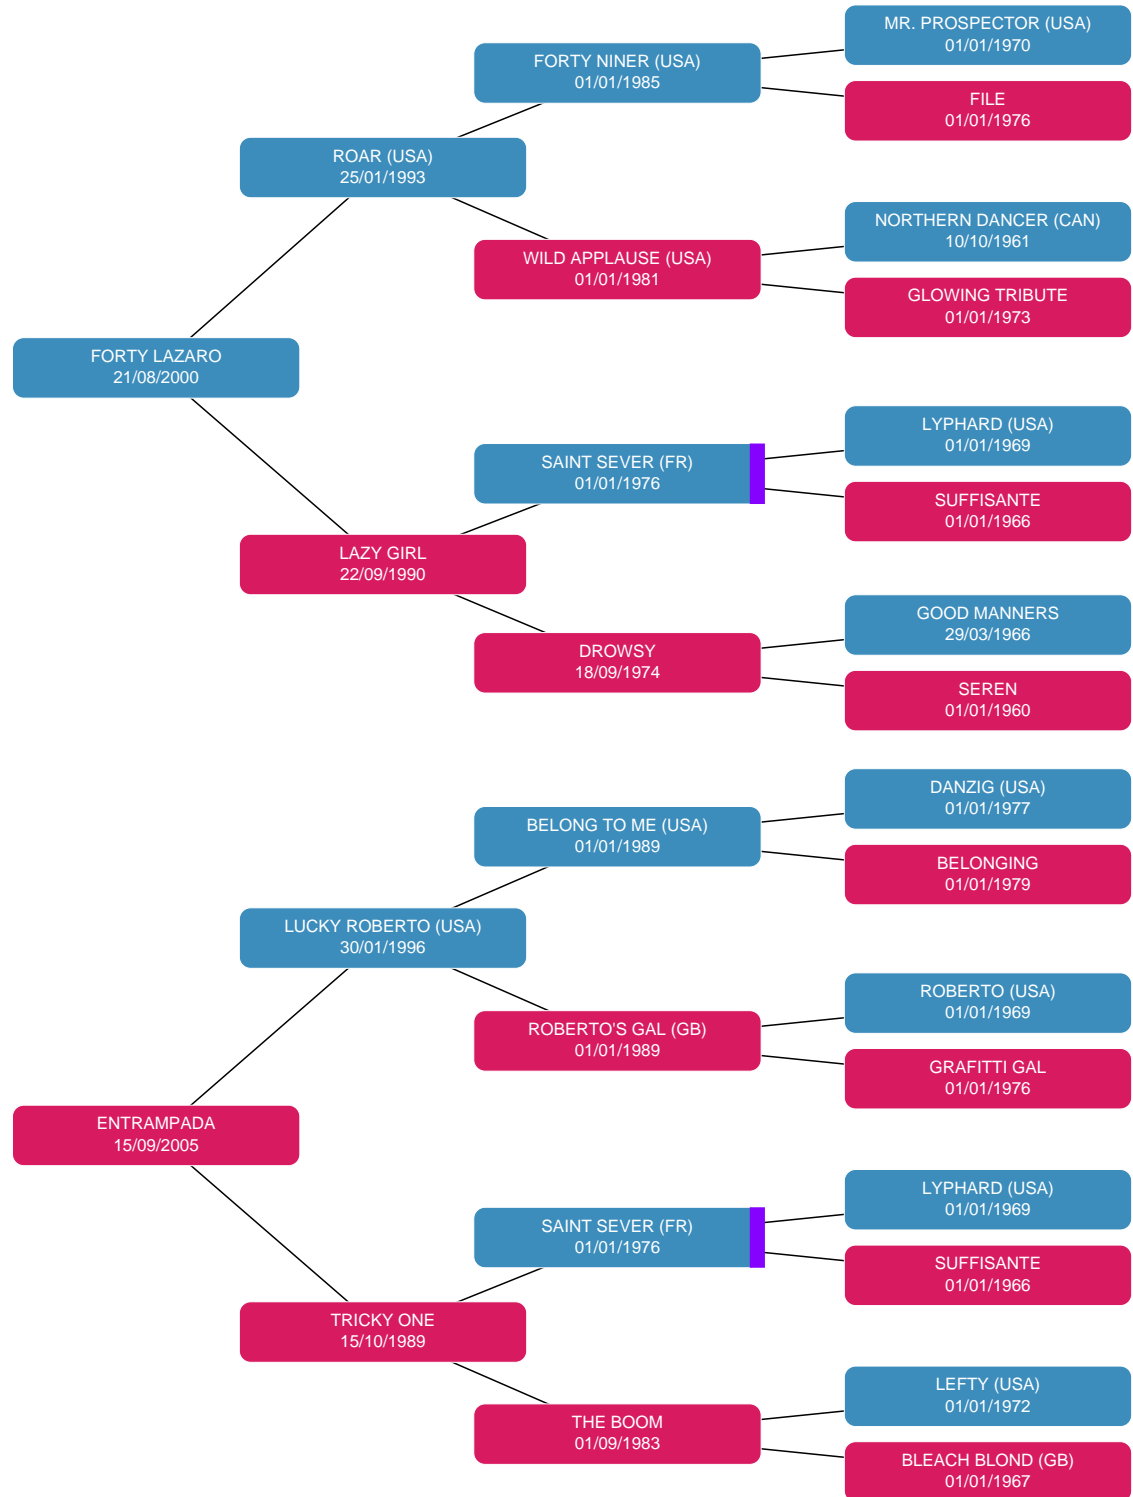 MR. PROSPECTOR (USA)
01/01/1970
FORTY NINER (USA)
01/01/1985
FILE
01/01/1976
ROAR (USA)
25/01/1993
NORTHERN DANCER (CAN)
10/10/1961
WILD APPLAUSE (USA)
01/01/1981
GLOWING TRIBUTE
01/01/1973
FORTY LAZARO
21/08/2000
LYPHARD (USA)
01/01/1969
SAINT SEVER (FR)
01/01/1976
SUFFISANTE
01/01/1966
LAZY GIRL
22/09/1990
GOOD MANNERS
29/03/1966
DROWSY
18/09/1974
SEREN
01/01/1960
DANZIG (USA)
01/01/1977
BELONG TO ME (USA)
01/01/1989
BELONGING
01/01/1979
LUCKY ROBERTO (USA)
30/01/1996
ROBERTO (USA)
01/01/1969
ROBERTO'S GAL (GB)
01/01/1989
GRAFITTI GAL
01/01/1976
ENTRAMPADA
15/09/2005
LYPHARD (USA)
01/01/1969
SAINT SEVER (FR)
01/01/1976
SUFFISANTE
01/01/1966
TRICKY ONE
15/10/1989
LEFTY (USA)
01/01/1972
THE BOOM
01/09/1983
BLEACH BLOND (GB)
01/01/1967